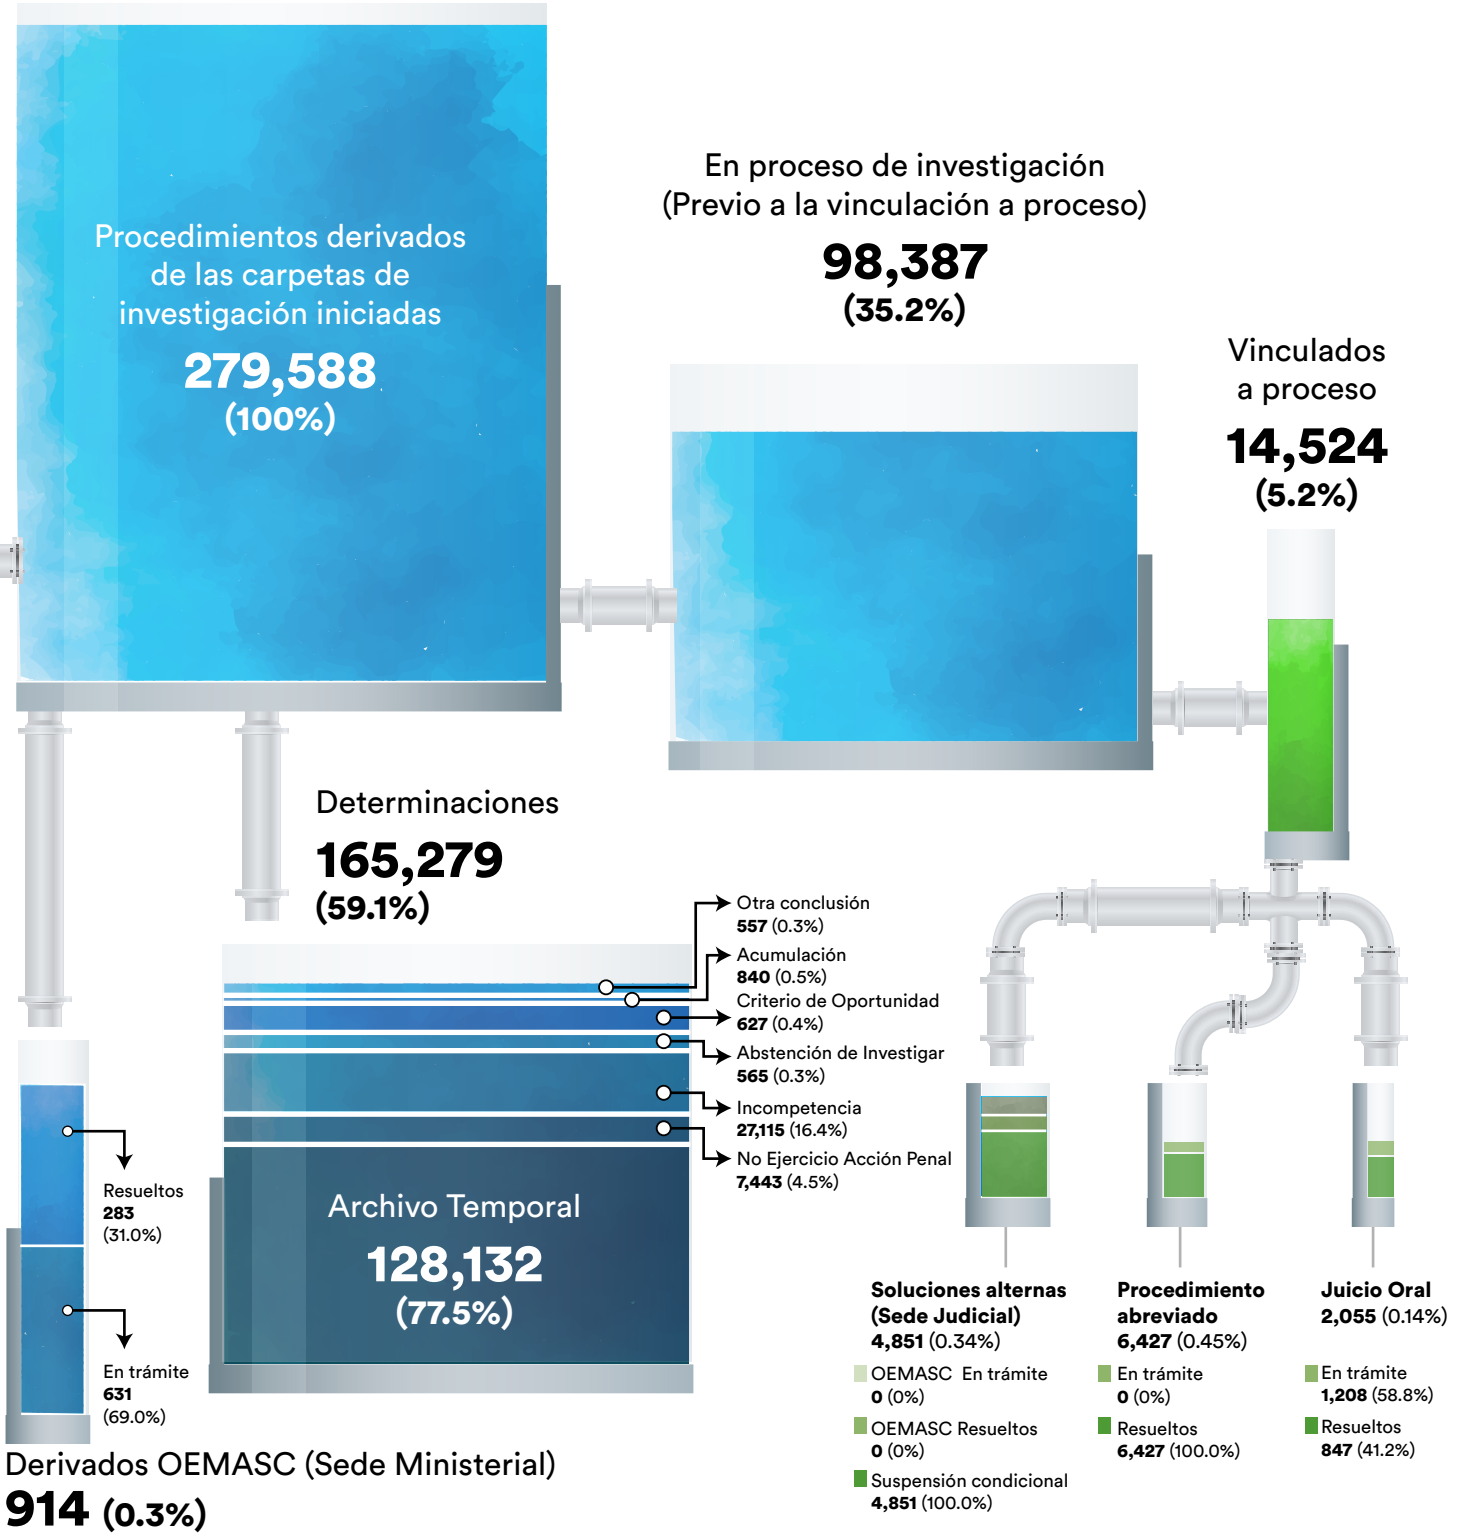 Procedimientos derivados
de las carpetas de
investigación iniciadas
279,588
(100%)
En proceso de investigación
(Previo a la vinculación a proceso)
98,387
(35.2%)
Vinculados
a proceso
14,524
(5.2%)
Determinaciones
165,279
(59.1%)
Otra conclusión
557 (0.3%)
Acumulación
840 (0.5%)
Criterio de Oportunidad
627 (0.4%)
Abstención de Investigar
565 (0.3%)
Incompetencia
27,115 (16.4%)
No Ejercicio Acción Penal
7,443 (4.5%)
Archivo Temporal
128,132
(77.5%)
Resueltos
283
(31.0%)
En trámite
631
(69.0%)
Derivados OEMASC (Sede Ministerial)
914 (0.3%)
Soluciones alternas
(Sede Judicial)
4,851 (0.34%)
OEMASC En trámite
0 (0%)
OEMASC Resueltos
0 (0%)
Suspensión condicional
4,851 (100.0%)
Procedimiento
abreviado
6,427 (0.45%)
En trámite
0 (0%)
Resueltos
6,427 (100.0%)
Juicio Oral
2,055 (0.14%)
En trámite
1,208 (58.8%)
Resueltos
847 (41.2%)